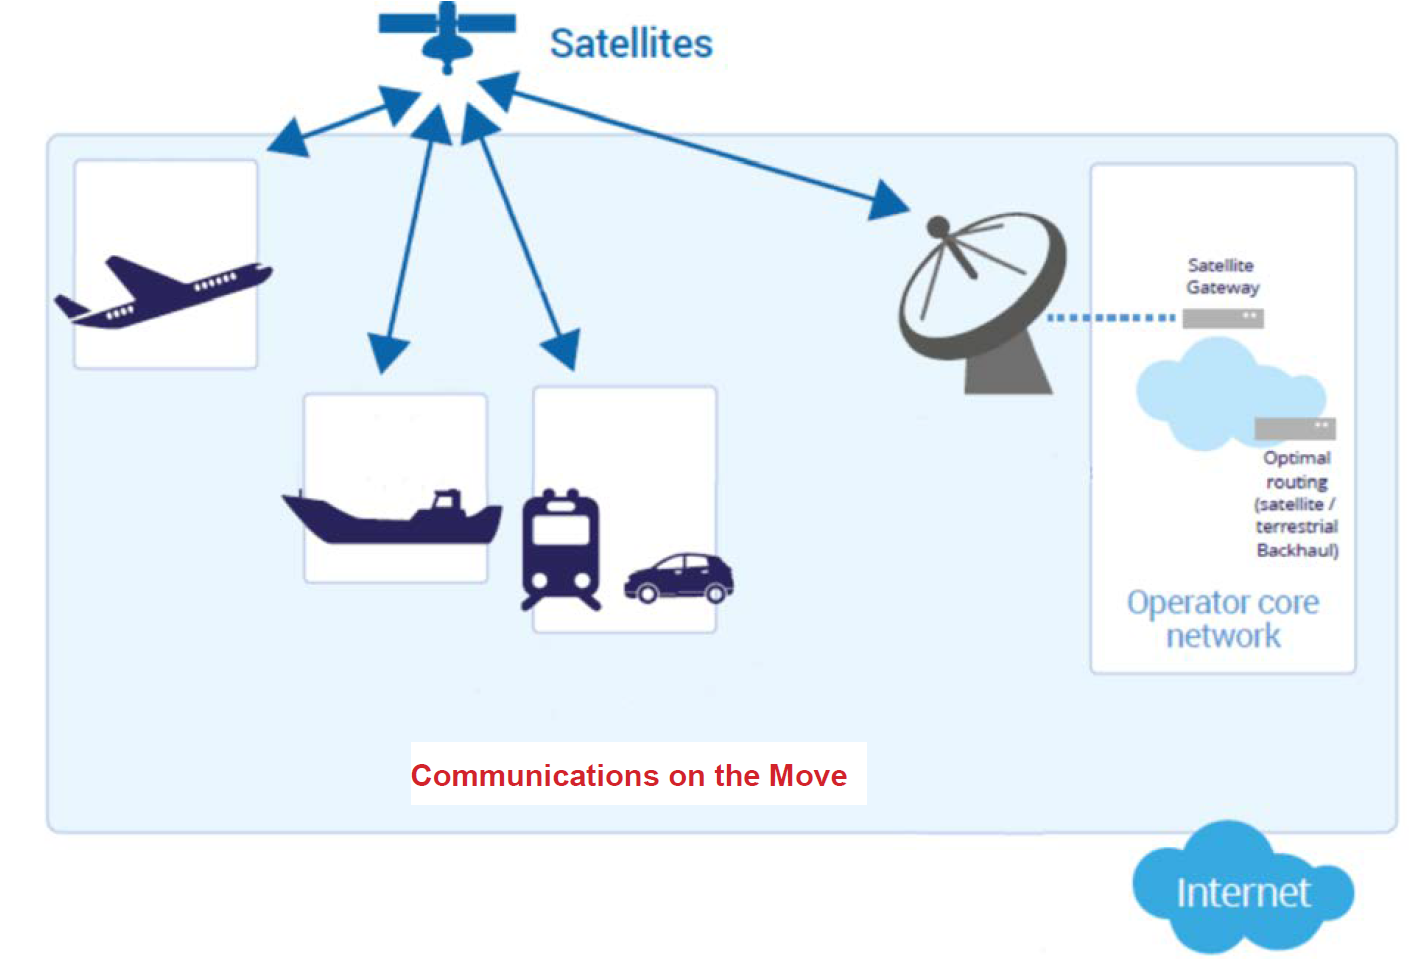 Satellites
Satellite
Gateway
Optimal
routing
(satellite /
terrestrial
Backhaul)
Operator core
network
Communications on the Move
Internet